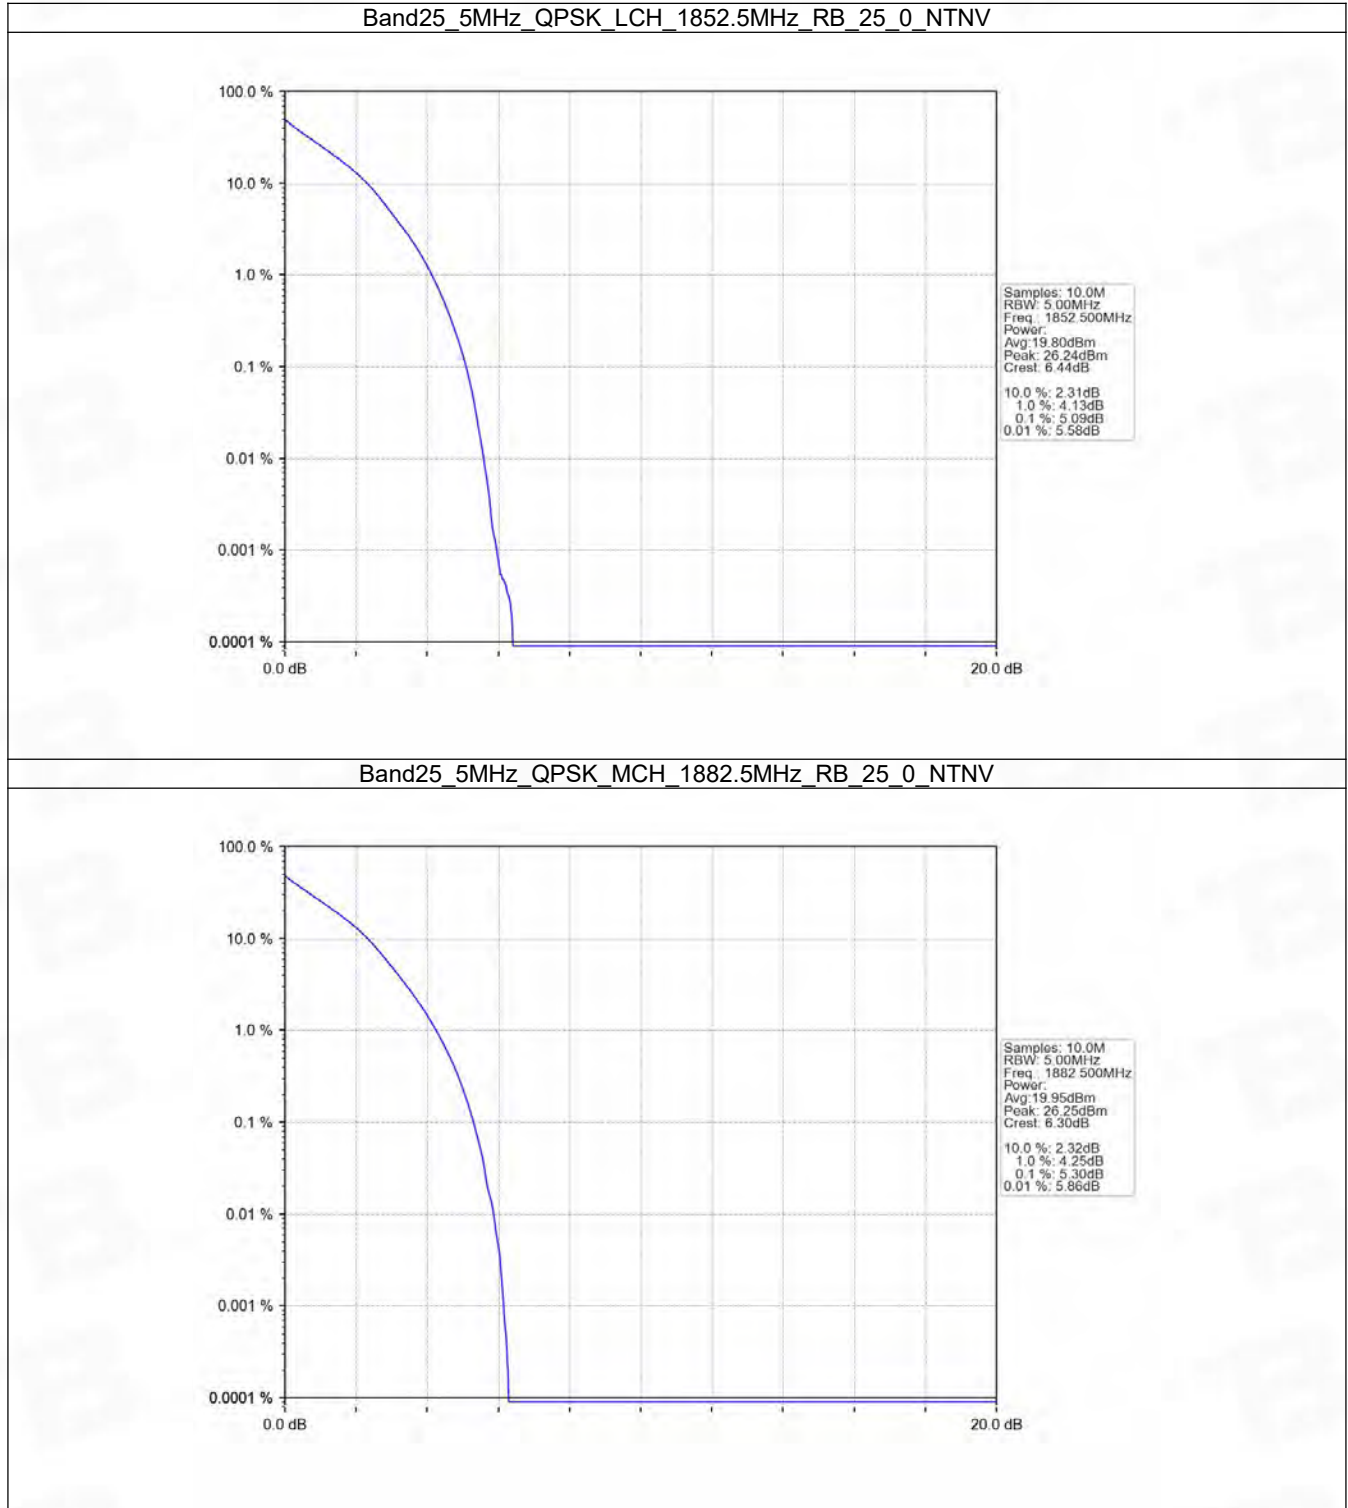 Band25_5MHz_QPSK_LCH_1852.5MHz_RB_25_0_NTNV
100.0 %
10.0 %
1.0 %
0.1 %
0.01 %
0.001 %
0.0001 %
0.0 dB
20.0 dB
Samples: 10.0M
RBW: 5.00MHz
Freq.: 1852.500MHz
Power:
Avg:19.80dBm
Peak: 26.24dBm
Crest: 6.44dB
10.0 %: 2.31dB
1.0 %: 4.13dB
0.1 %: 5.09dB
0.01 %: 5.58dB
Band25_5MHz_QPSK_MCH_1882.5MHz_RB_25_0_NTNV
100.0 %
10.0 %
1.0 %
0.1 %
0.01 %
0.001 %
0.0001 %
0.0 dB
20.0 dB
Samples: 10.0M
RBW: 5.00MHz
Freq.: 1882.500MHz
Power:
Avg:19.95dBm
Peak: 26.25dBm
Crest: 6.30dB
10.0 %: 2.32dB
1.0 %: 4.25dB
0.1 %: 5.30dB
0.01 %: 5.86dB